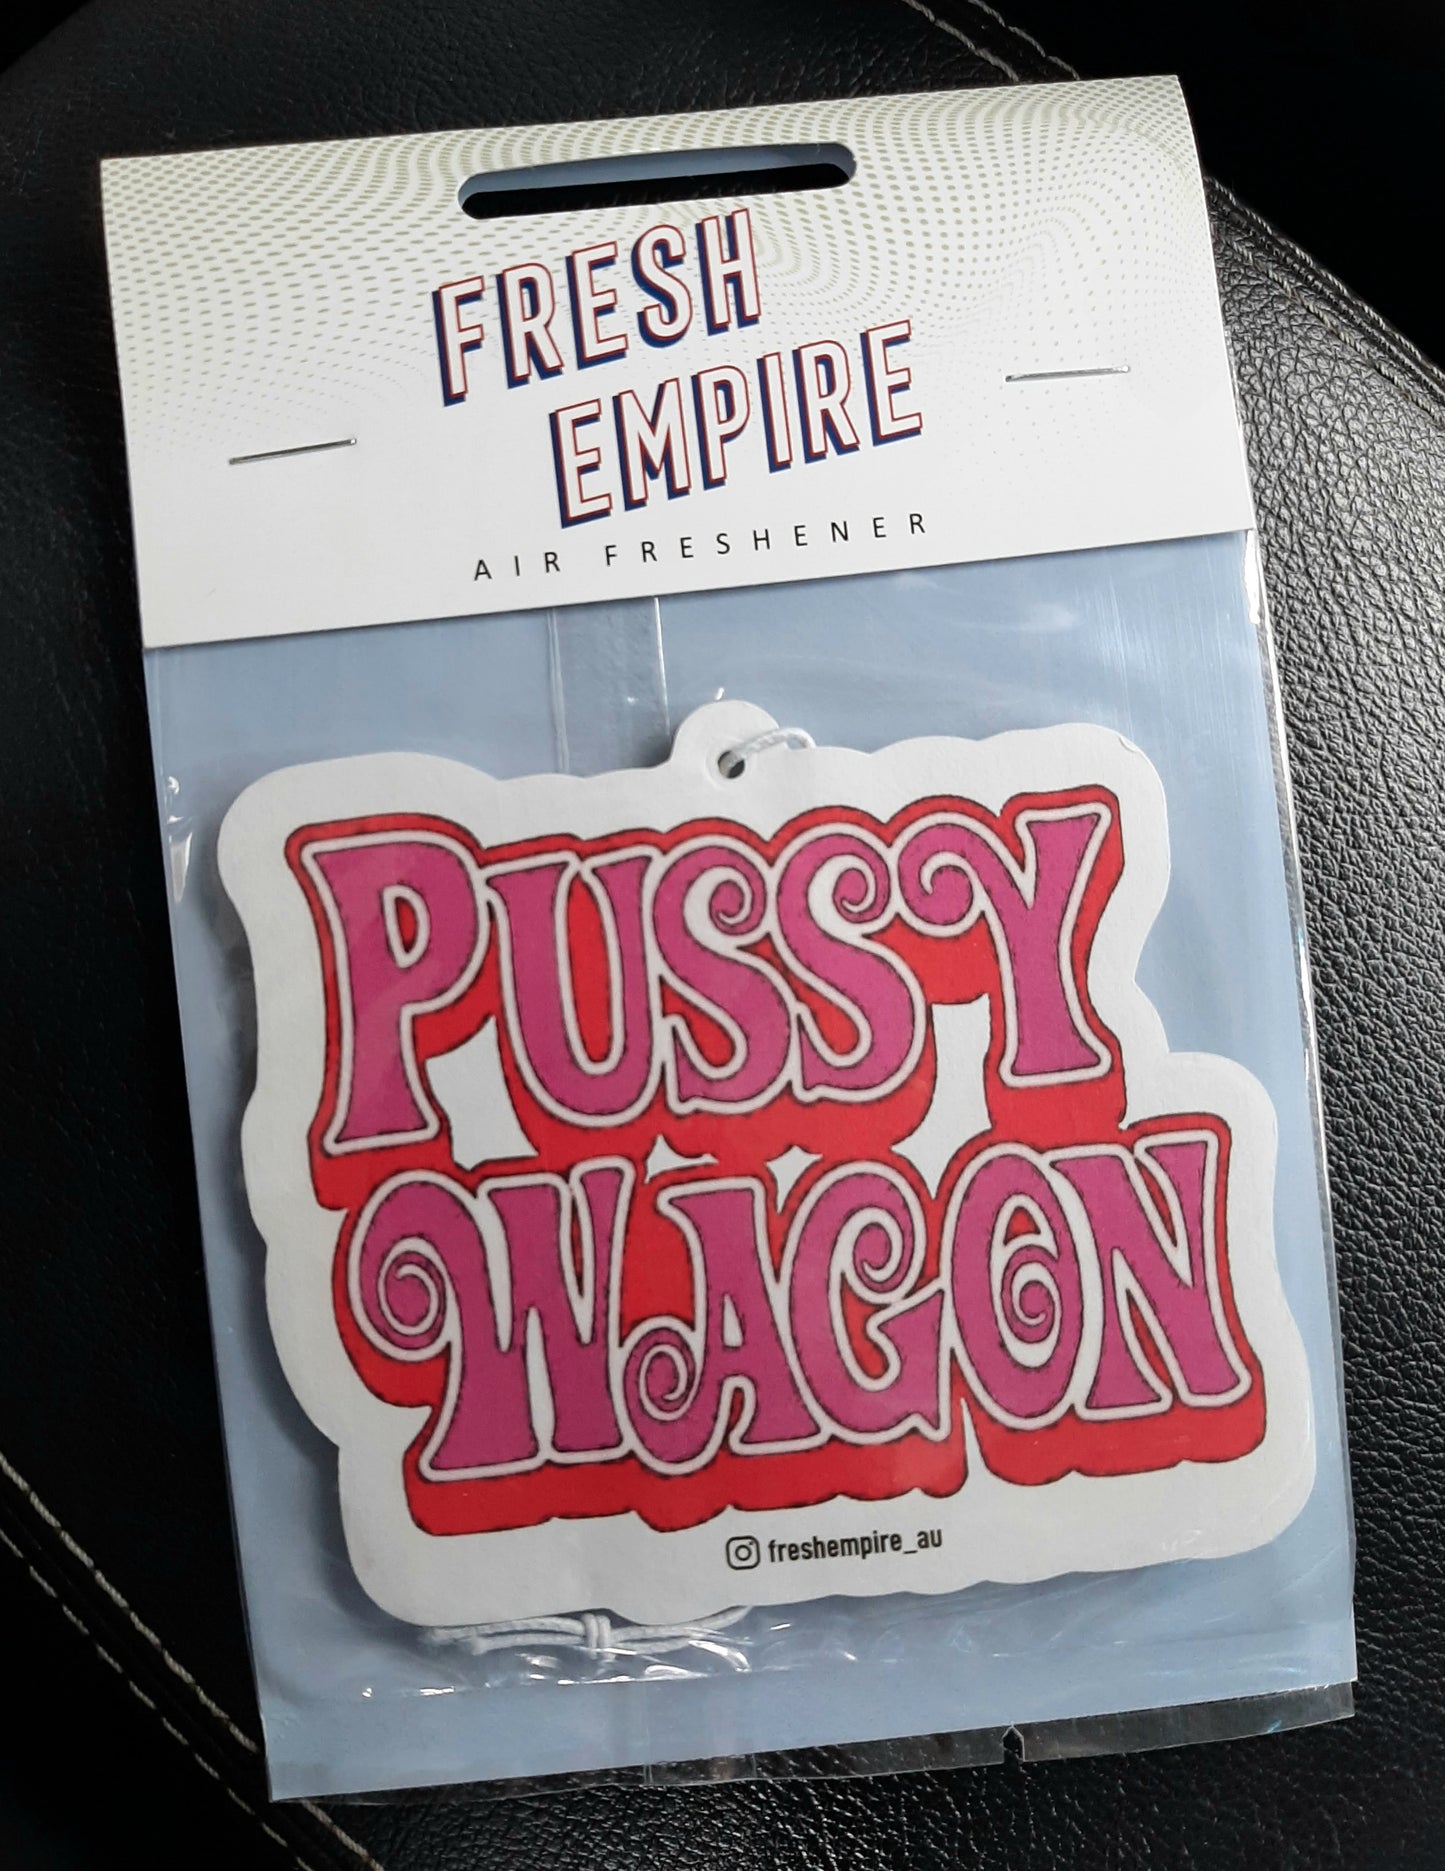 FRESH
EMPIRE
AIR FRESHENER
PUSSY
WAGON
freshempire_au